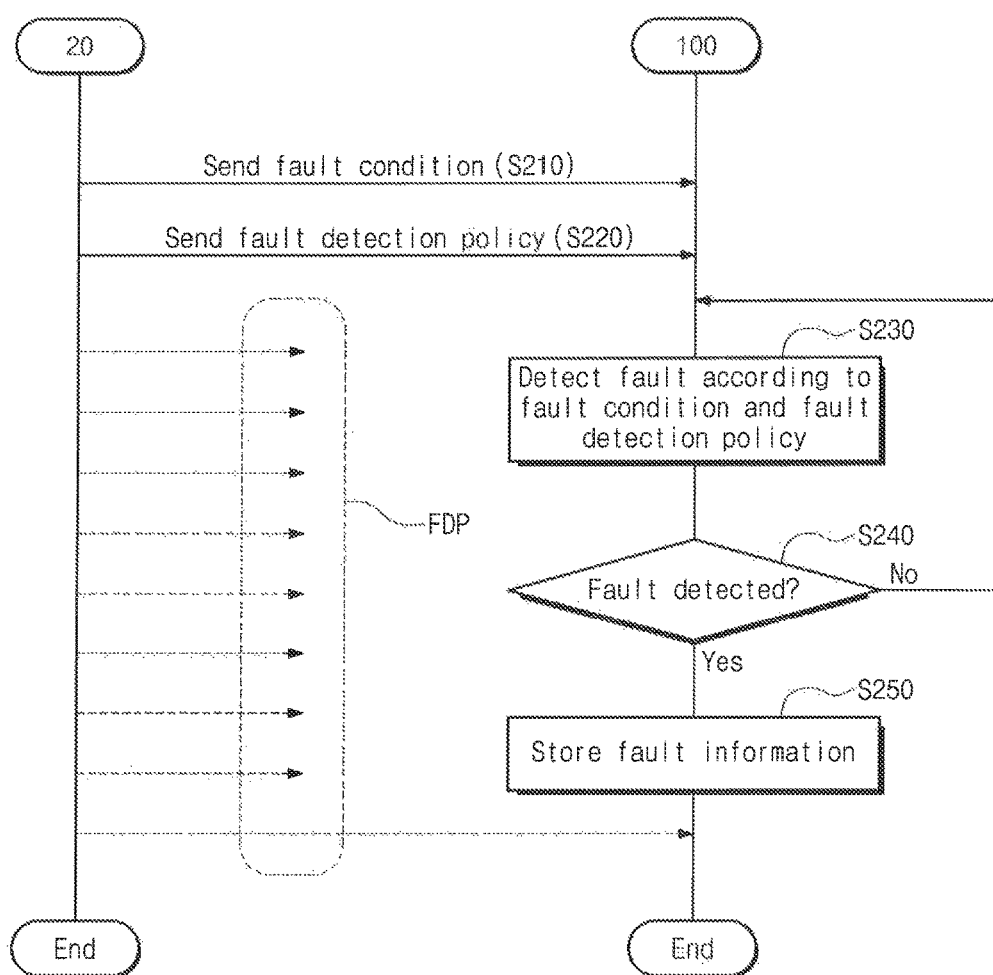 20
100
Send fault condition (S210)
Send fault detection policy (S220)
S230
Detect fault according to
fault condition and fault
detection policy
FDP
S240
Fault detected?
No
Yes
S250
Store fault information
End
End